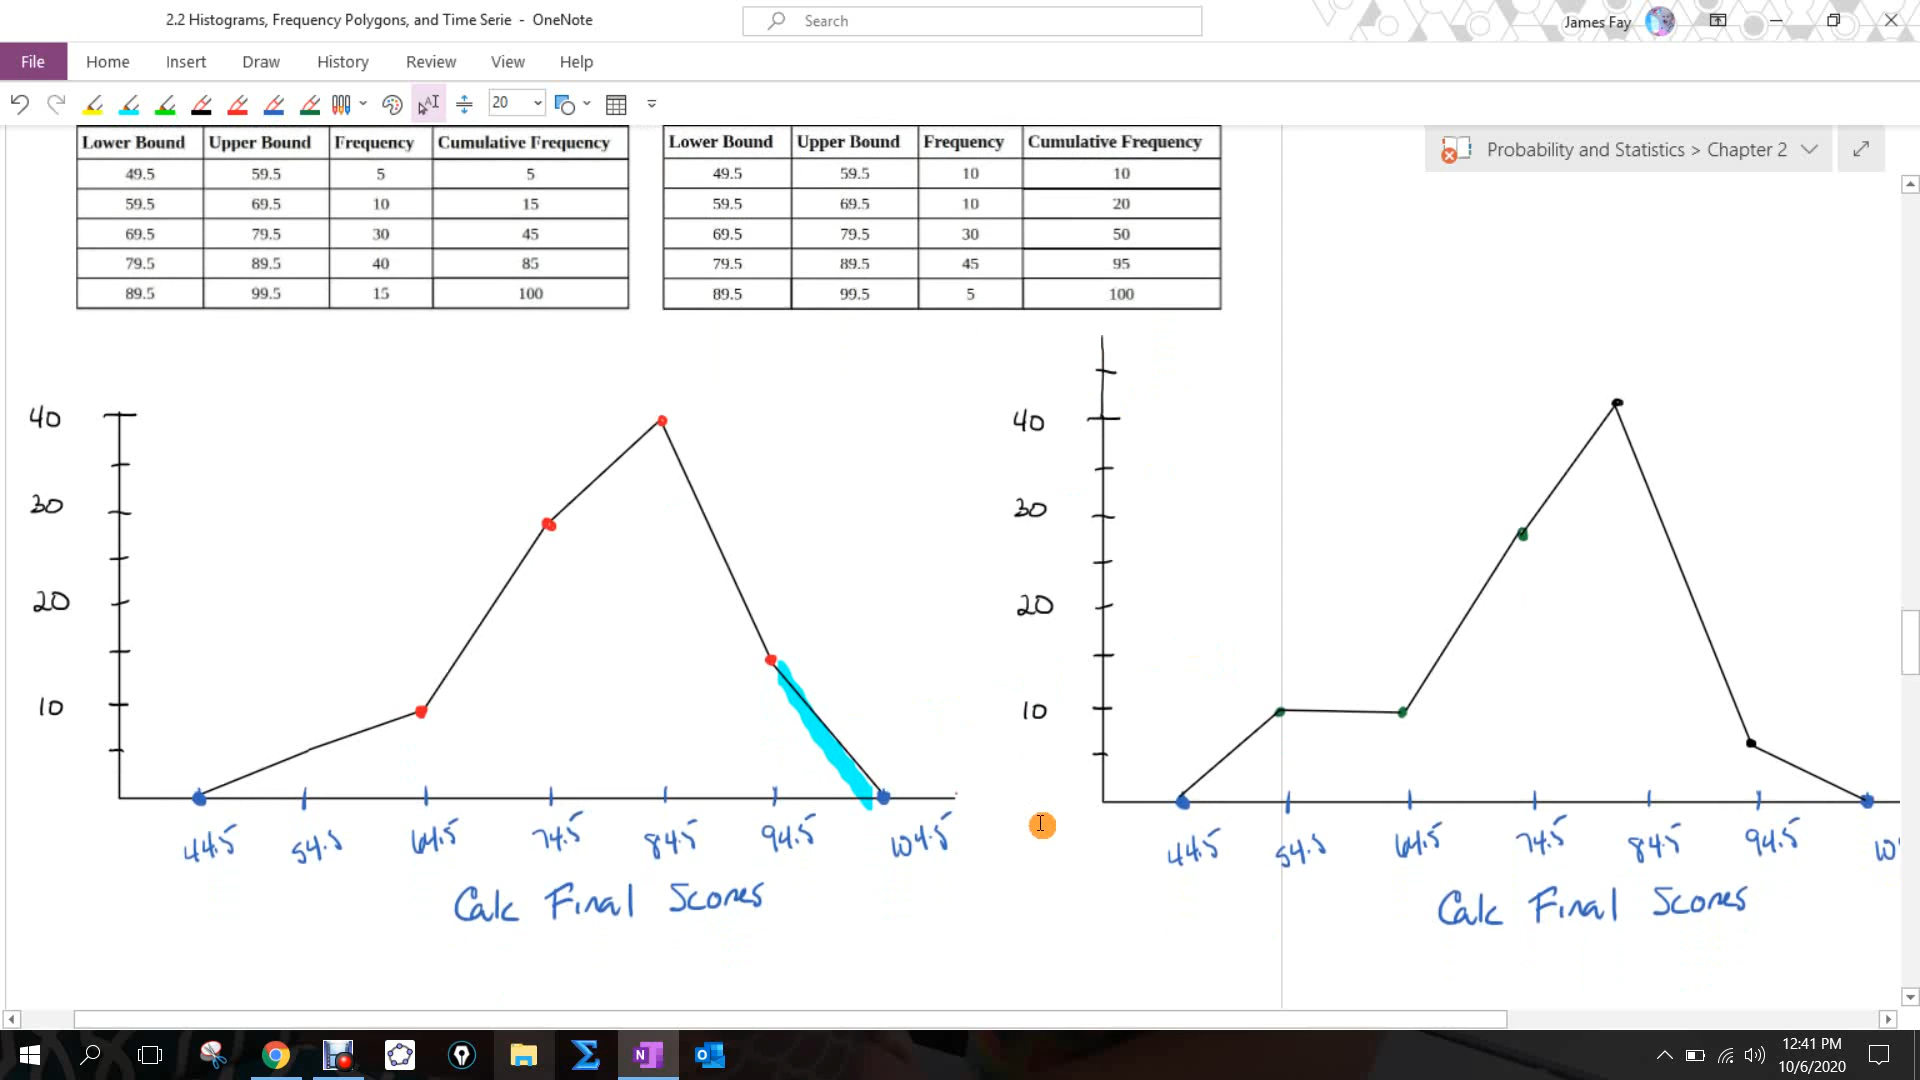 2.2 Histograms, Frequency Polygons, and Time Serie - OneNote
Search
James Fay
File Home Insert Draw History Review View Help
20
Probability and Statistics > Chapter 2
Lower Bound Upper Bound Frequency Cumulative Frequency
49.5 59.5 5 5
59.5 69.5 10 15
69.5 79.5 30 45
79.5 89.5 40 85
89.5 99.5 15 100
Lower Bound Upper Bound Frequency Cumulative Frequency
49.5 59.5 10 10
59.5 69.5 10 20
69.5 79.5 30 50
79.5 89.5 45 95
89.5 99.5 5 100
40
30
20
10
44.5 54.5 64.5 74.5 84.5 94.5 104.5
Calc Final Scores
40
30
20
10
44.5 54.5 64.5 74.5 84.5 94.5 10
Calc Final Scores
12:41 PM
10/6/2020